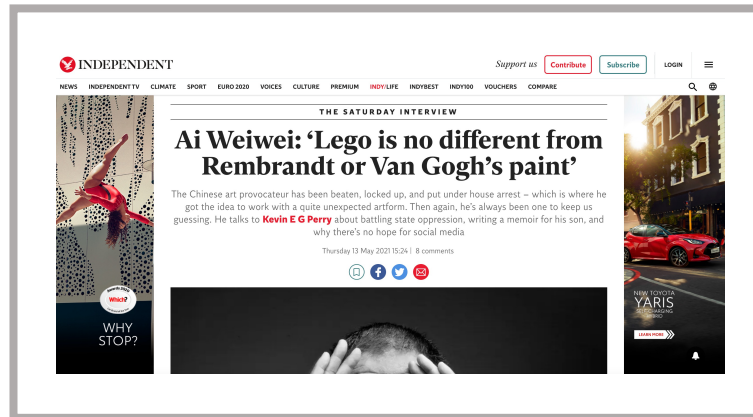 INDEPENDENT
Support us Contribute Subscribe LOGIN
NEWS INDEPENDENT TV CLIMATE SPORT EURO 2020 VOICES CULTURE PREMIUM INDY/LIFE INDYBEST INDY100 VOUCHERS COMPARE
THE SATURDAY INTERVIEW
Ai Weiwei: ‘Lego is no different from
Rembrandt or Van Gogh’s paint’
The Chinese art provocateur has been beaten, locked up, and put under house arrest – which is where he
got the idea to work with a quite unexpected artform. Then again, he’s always been one to keep us
guessing. He talks to Kevin E G Perry about battling state oppression, writing a memoir for his son, and
why there’s no hope for social media
Thursday 13 May 2021 15:24 | 8 comments
Which?
WHY
STOP?
NEW TOYOTA
YARIS
LEARN MORE